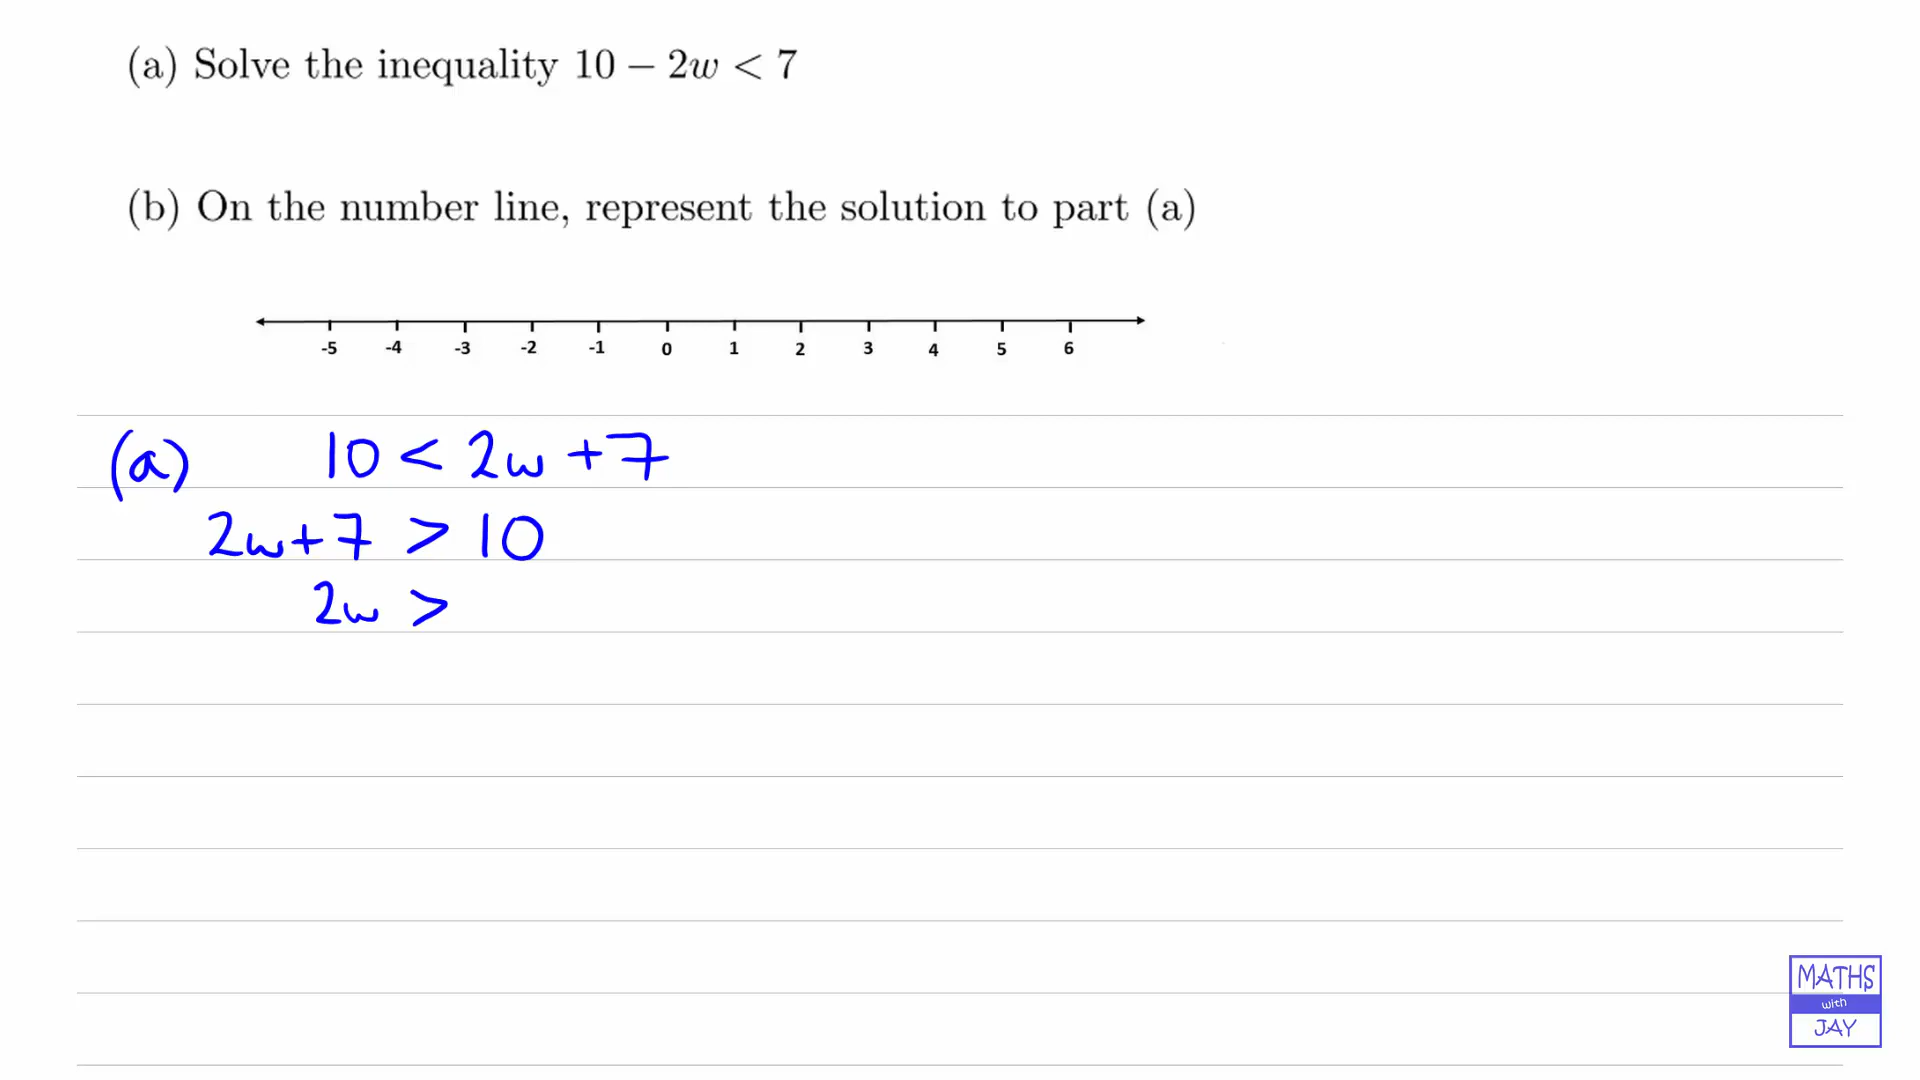 (a) Solve the inequality 10 − 2w < 7
(b) On the number line, represent the solution to part (a)
-5 -4 -3 -2 -1 0 1 2 3 4 5 6
(a) 10 < 2w + 7
2w + 7 > 10
2w >
MATHS
with
JAY